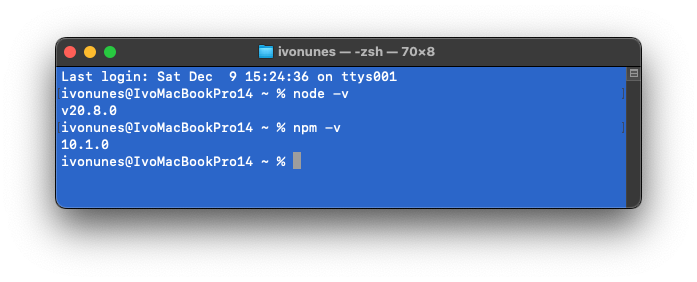 ivonunes — -zsh — 70×8
Last login: Sat Dec  9 15:24:36 on ttys001
[ivonunes@IvoMacBookPro14 ~ % node -v ]
v20.8.0
[ivonunes@IvoMacBookPro14 ~ % npm -v ]
10.1.0
ivonunes@IvoMacBookPro14 ~ %